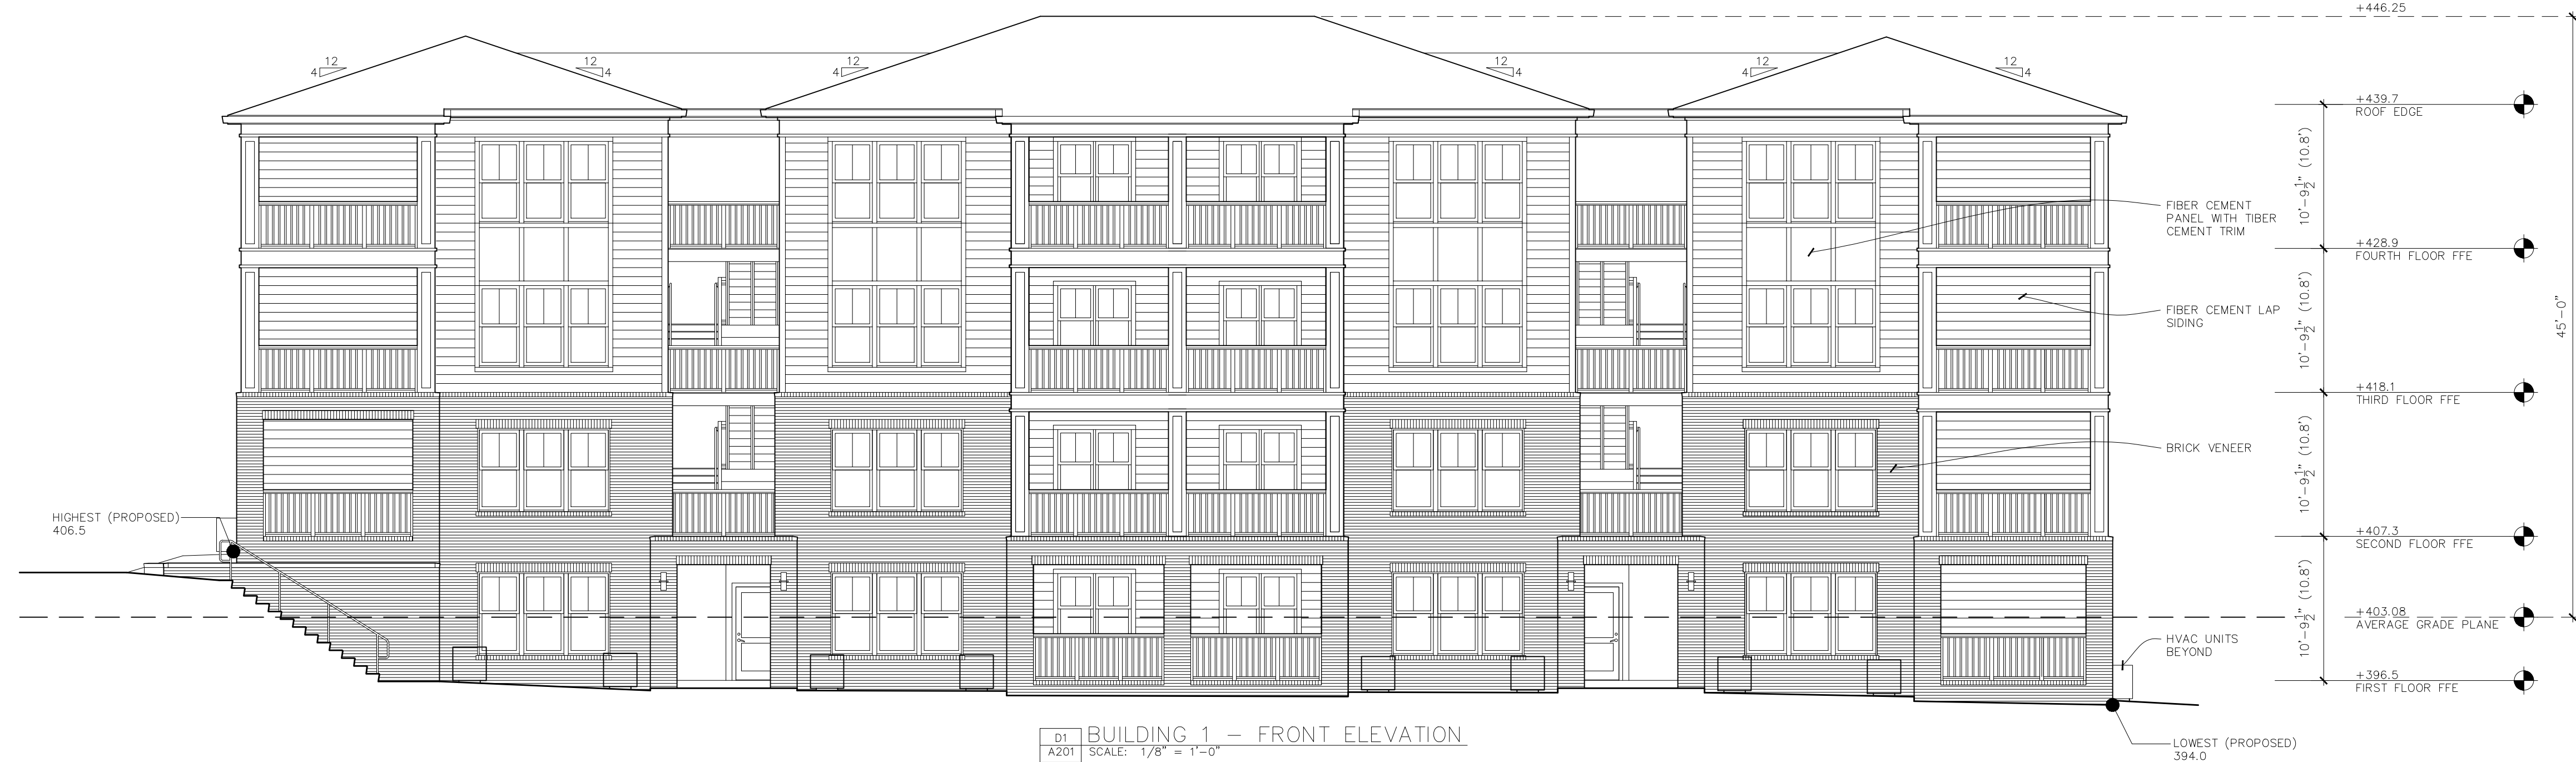 +446.25
12
4
12
4
12
4
12
4
12
4
12
4
+439.7
ROOF EDGE
10'-9 1/2" (10.8')
FIBER CEMENT
PANEL WITH TIBER
CEMENT TRIM
+428.9
FOURTH FLOOR FFE
10'-9 1/2" (10.8')
FIBER CEMENT LAP
SIDING
45'-0"
+418.1
THIRD FLOOR FFE
10'-9 1/2" (10.8')
BRICK VENEER
HIGHEST (PROPOSED)
406.5
+407.3
SECOND FLOOR FFE
10'-9 1/2" (10.8')
+403.08
AVERAGE GRADE PLANE
HVAC UNITS
BEYOND
+396.5
FIRST FLOOR FFE
D1 BUILDING 1 - FRONT ELEVATION
A201 SCALE: 1/8" = 1'-0"
LOWEST (PROPOSED)
394.0